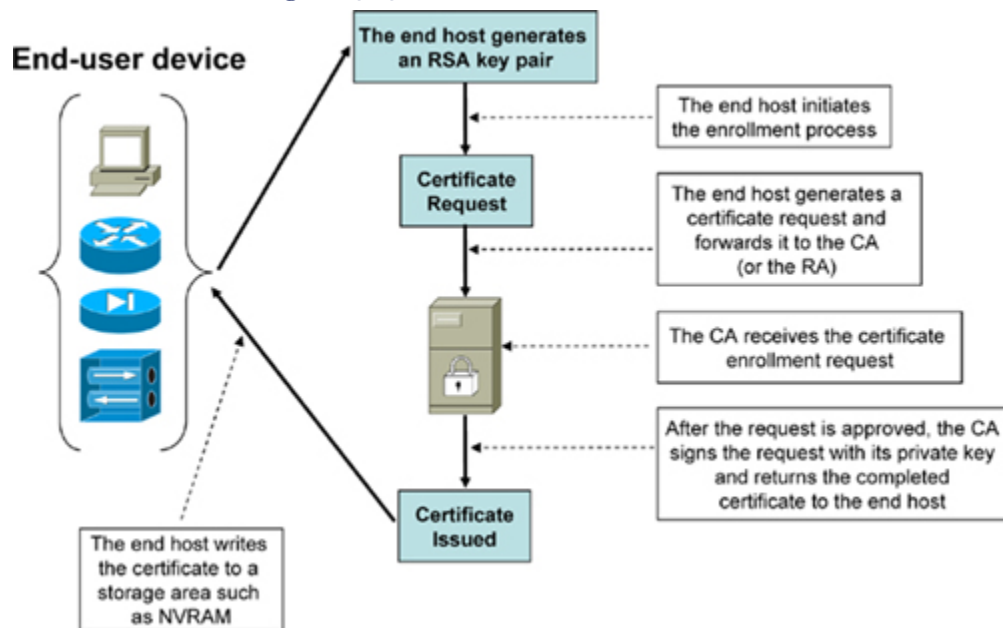 The end host generates
an RSA key pair
End-user device
The end host initiates
the enrollment process
Certificate
Request
The end host generates a
certificate request and
forwards it to the CA
(or the RA)
The CA receives the certificate
enrollment request
After the request is approved, the CA
signs the request with its private key
and returns the completed
certificate to the end host
Certificate
Issued
The end host writes
the certificate to a
storage area such
as NVRAM